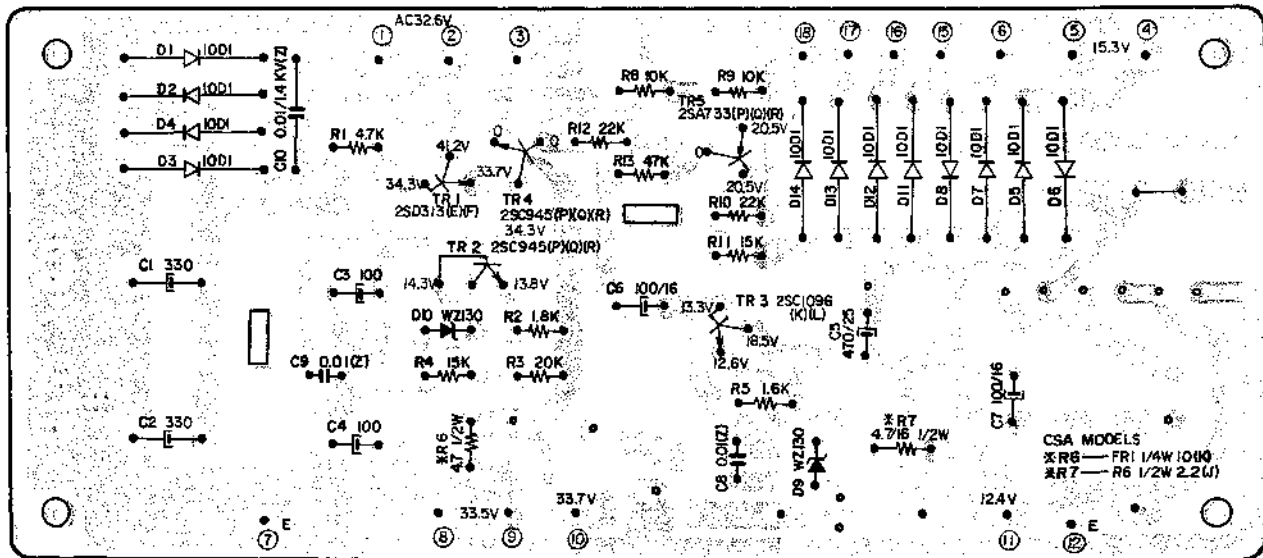 AC32.6V
① ② ③ ⑱ ⑰ ⑯ ⑮ ⑥ ⑤ ④
15.3V
D1 10D1
D2 10D1
D4 10D1
D3 10D1
C10 0.01/1.4KV(Z)
R1 4.7K
R8 10K
R9 10K
TR5
2SA733(P)(Q)(R)
20.5V
0
20.5V
0 0
R12 22K
R13 47K
R10 22K
R11 15K
41.2V
34.3V
33.7V
TR1
2SD313(E)(F)
TR4
2SC945(P)(Q)(R)
34.3V
TR2 2SC945(P)(Q)(R)
14.3V
13.8V
D14 10D1
D13 10D1
D12 10D1
D11 10D1
D8 10D1
D7 10D1
D5 10D1
D6 10D1
C1 330
C3 100
C6 100/16
13.3V
TR3 2SC1096
(K)(L)
18.5V
12.6V
D10 WZ130
R2 1.8K
R4 15K
R3 20K
C9 0.01(Z)
470/25
R5 1.6K
C7 100/16
C2 330
C4 100
※R6
4.7 1/2W
C8 0.01(Z)
D9 WZ130
※R7
4.7/16 1/2W
CSA MODELS
※R6 — FR1 1/4W 10(K)
※R7 — R6 1/2W 2.2(J)
E
33.5V
33.7V
12.4V
E
⑦ ⑧ ⑨ ⑩ ⑪ ⑫